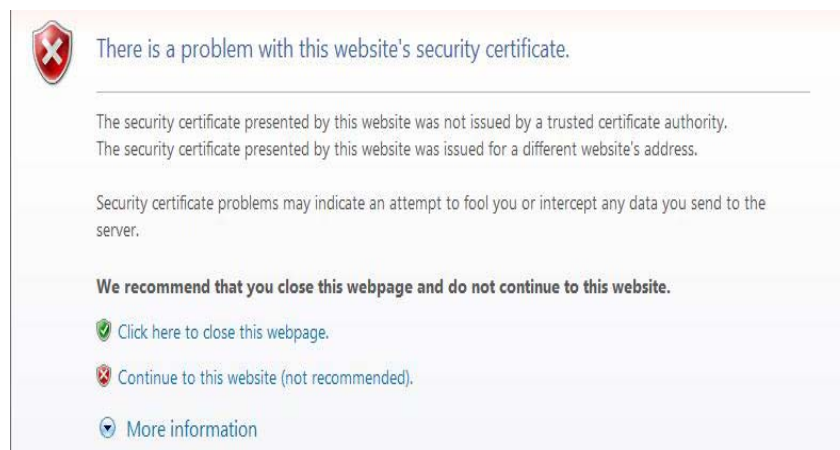 There is a problem with this website's security certificate.
The security certificate presented by this website was not issued by a trusted certificate authority.
The security certificate presented by this website was issued for a different website's address.
Security certificate problems may indicate an attempt to fool you or intercept any data you send to the
server.
We recommend that you close this webpage and do not continue to this website.
Click here to close this webpage.
Continue to this website (not recommended).
More information